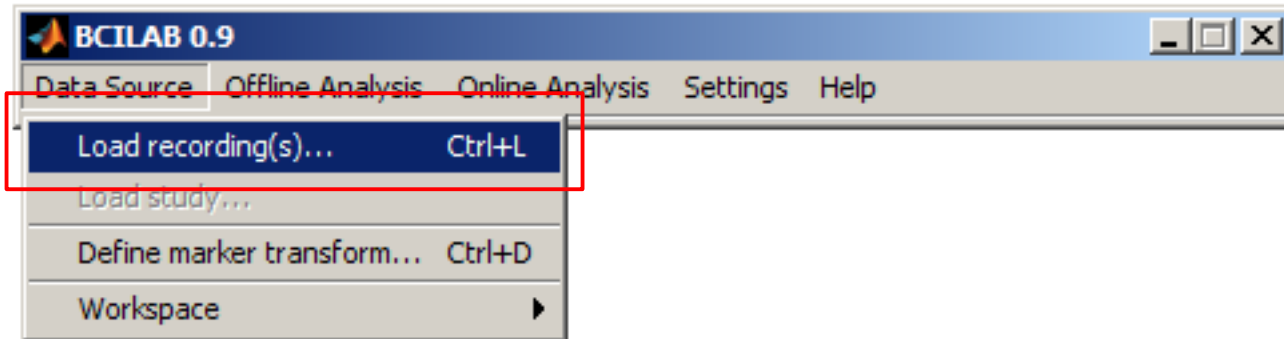 BCILAB 0.9
Data Source Offline Analysis Online Analysis Settings Help
Load recording(s)... Ctrl+L
Load study...
Define marker transform... Ctrl+D
Workspace